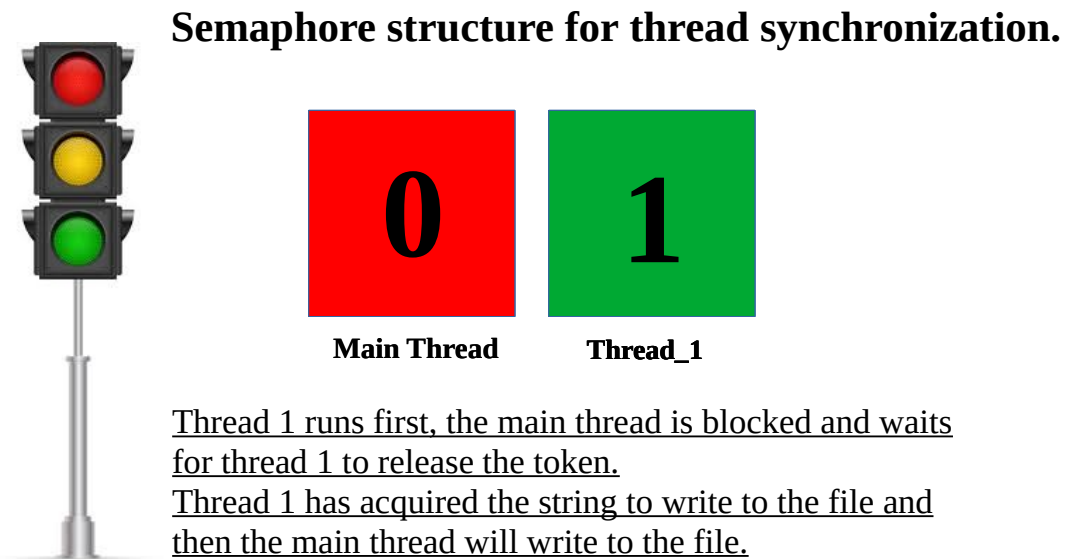 Semaphore structure for thread synchronization.
0 1
Main Thread Thread_1
Thread 1 runs first, the main thread is blocked and waits
for thread 1 to release the token.
Thread 1 has acquired the string to write to the file and
then the main thread will write to the file.